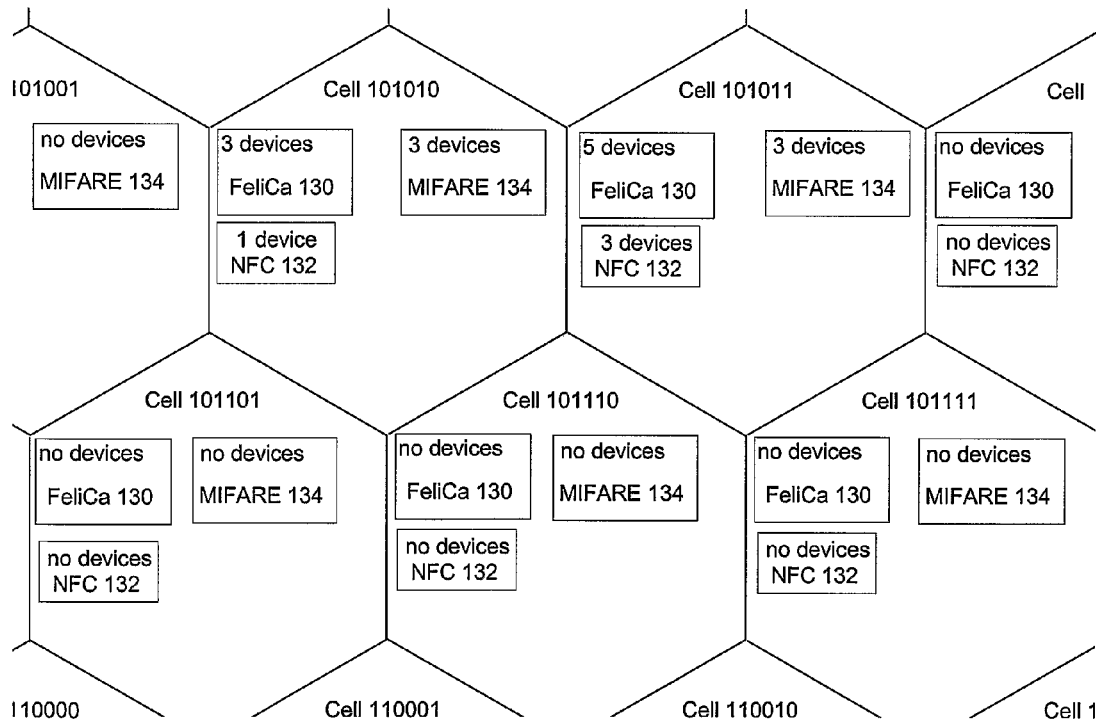 101001
Cell 101010
Cell 101011
Cell
no devices
MIFARE 134
3 devices
FeliCa 130
1 device
NFC 132
3 devices
MIFARE 134
5 devices
FeliCa 130
3 devices
NFC 132
3 devices
MIFARE 134
no devices
FeliCa 130
no devices
NFC 132
Cell 101101
Cell 101110
Cell 101111
no devices
FeliCa 130
no devices
NFC 132
no devices
MIFARE 134
no devices
FeliCa 130
no devices
NFC 132
no devices
MIFARE 134
no devices
FeliCa 130
no devices
NFC 132
no devices
MIFARE 134
110000
Cell 110001
Cell 110010
Cell 1